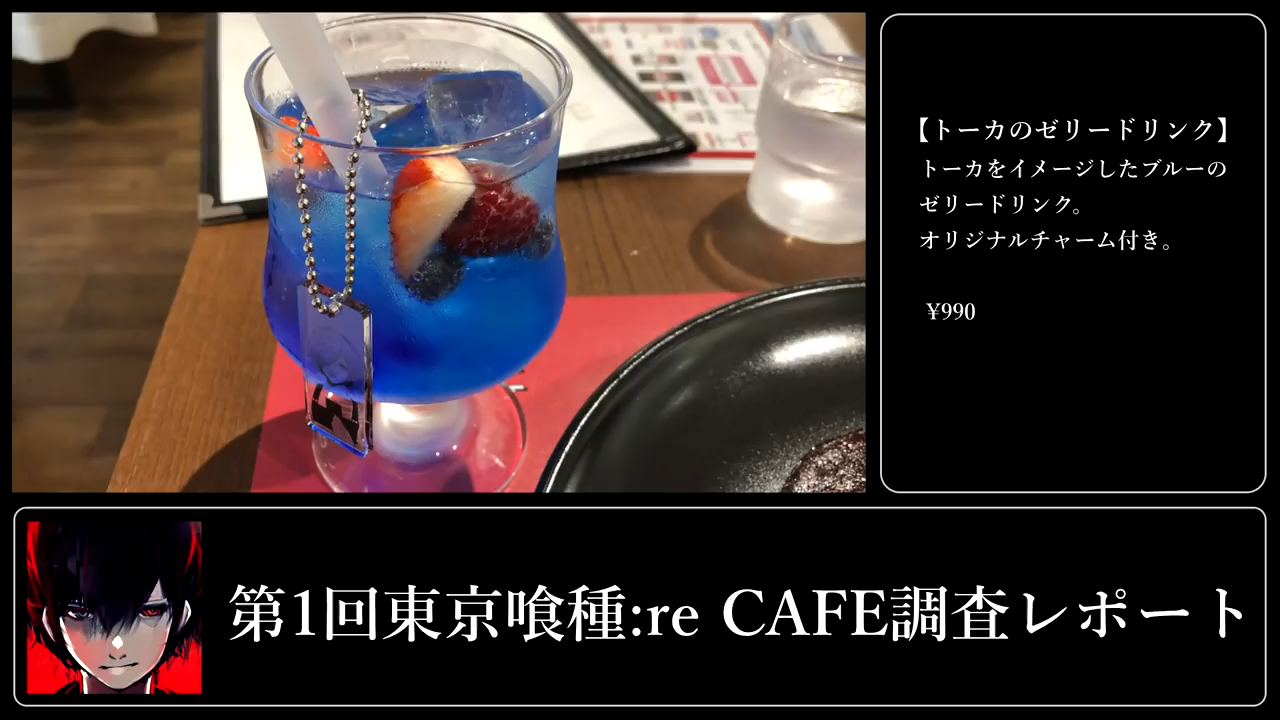 【トーカのゼリードリンク】
トーカをイメージしたブルーの
ゼリードリンク。
オリジナルチャーム付き。
¥990
第1回東京喰種:re CAFE調査レポート